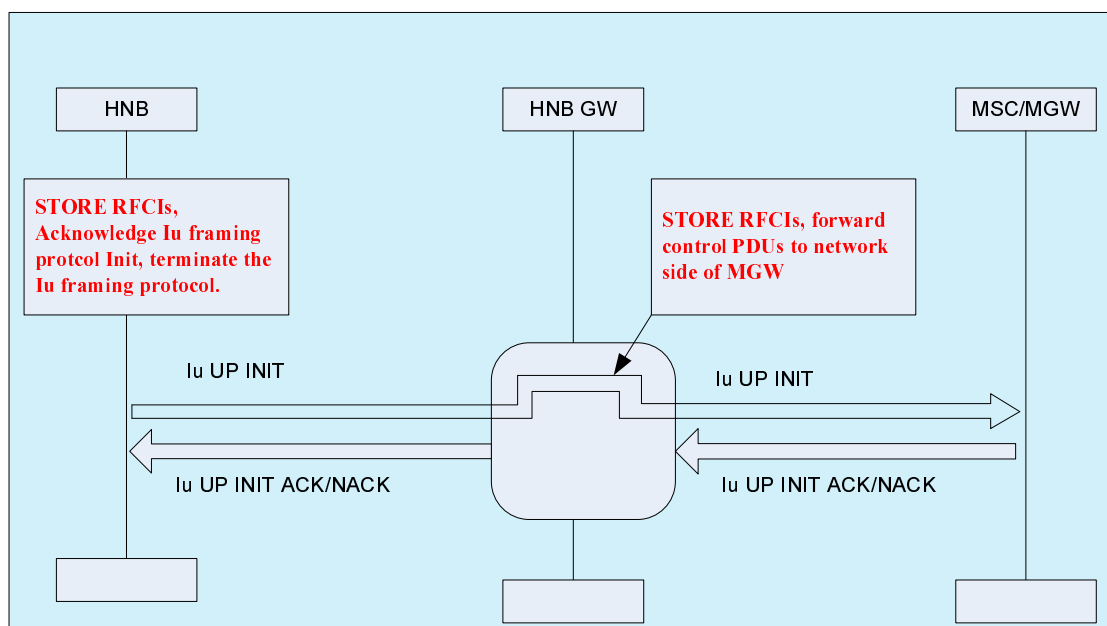 HNB
HNB GW
MSC/MGW
STORE RFCIs,
Acknowledge Iu framing
protcol Init, terminate the
Iu framing protocol.
STORE RFCIs, forward
control PDUs to network
side of MGW
Iu UP INIT
Iu UP INIT
Iu UP INIT ACK/NACK
Iu UP INIT ACK/NACK